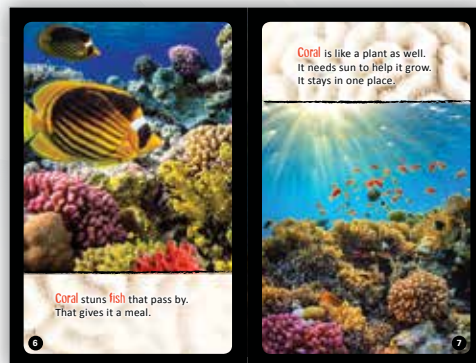 Coral stuns fish that pass by.
That gives it a meal.
6
Coral is like a plant as well.
It needs sun to help it grow.
It stays in one place.
7